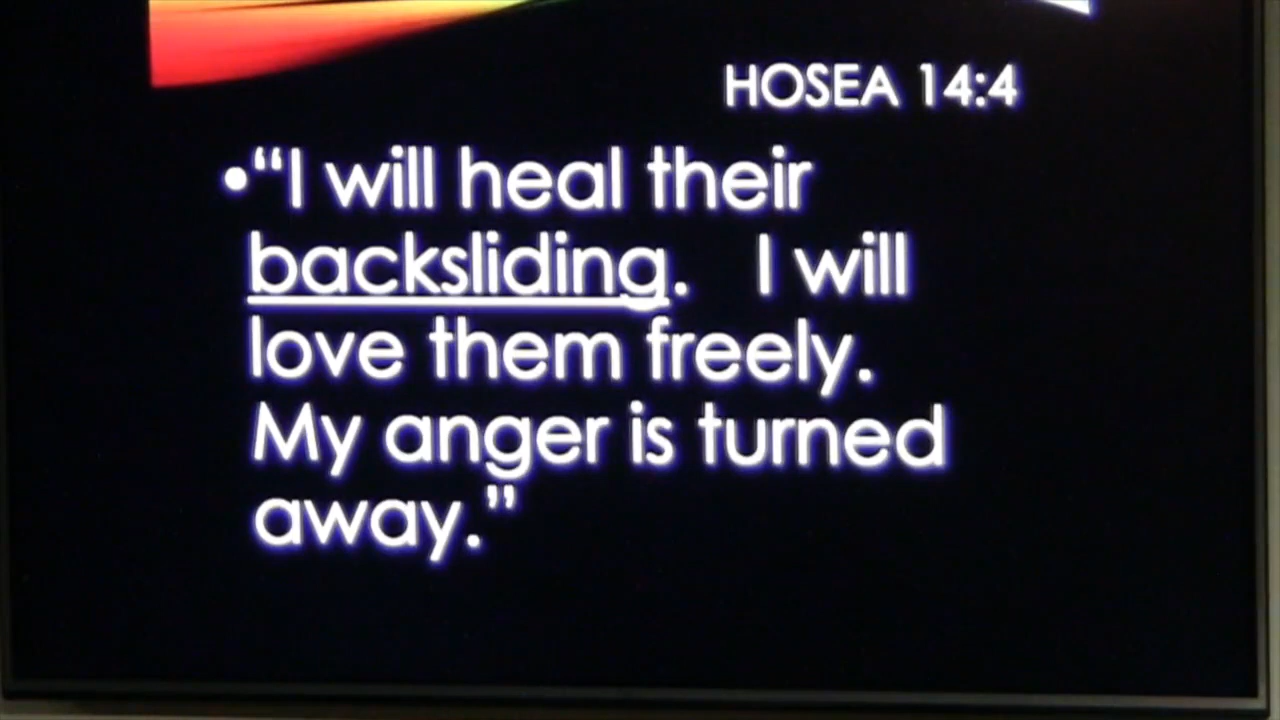 HOSEA 14:4
•“I will heal their
backsliding. I will
love them freely.
My anger is turned
away.”